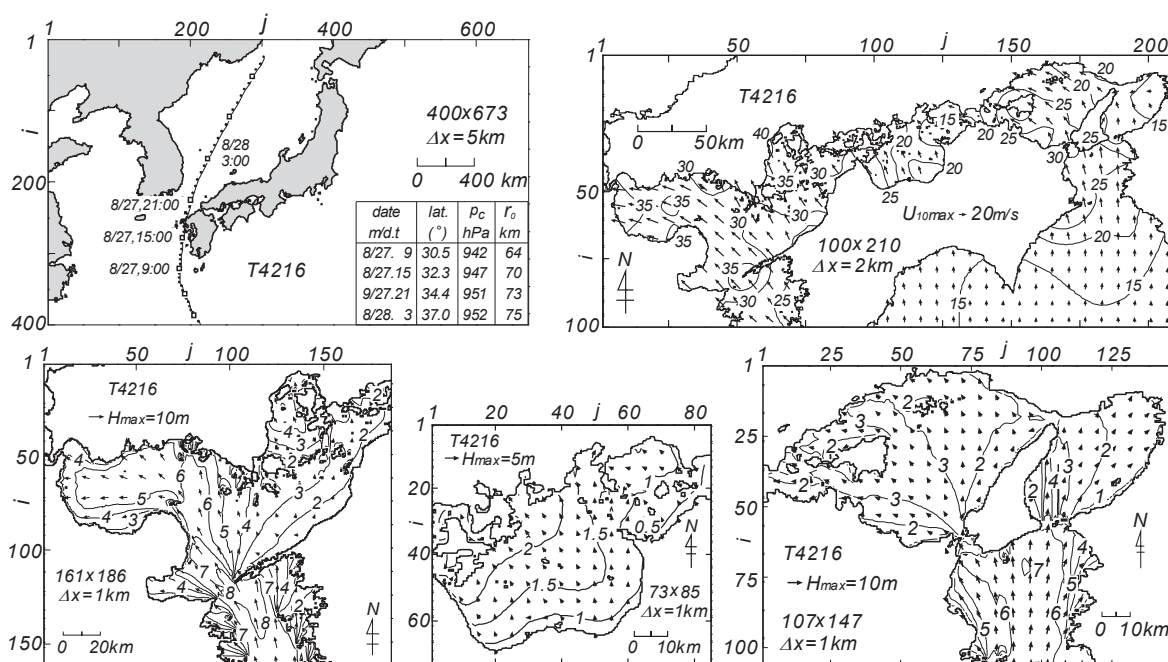 1 200 j 400 600
1
200
i
400
400x673
Δx=5km
0 400 km
8/28
3:00
8/27,21:00
8/27,15:00
8/27,9:00
T4216
date lat. pc r0
m/d.t (°) hPa km
8/27. 9 30.5 942 64
8/27.15 32.3 947 70
9/27.21 34.4 951 73
8/28. 3 37.0 952 75
1 50 100 j 150 200
1
50
i
100
T4216
0 50km
U10max → 20m/s
100x210
Δx=2km
N
20 20 25 20 25 15
40 15 20 20 25 30 30
30 35 30 35 30 25 20 25
35 35 30 25 20 15 15
1 50 j 100 150
1
50
i
100
150
T4216
→ Hmax=10m
161x186
Δx=1km
0 20km
N
4 6 5 4 3 6 5 4 3 2 2 2
7 8 7 8 4 2 4
1 20 40 j 60 80
1
20
i
40
60
T4216
→ Hmax=5m
73x85
Δx=1km
0 10km
N
1 1.5 0.5 2 1.5 1
1 25 50 75 j 100 125
1
25
i
50
75
100
T4216
→ Hmax=10m
107x147
Δx=1km
0 10km
N
3 2 2 3 2 3 2 2 3 4 1
7 6 5 6 5